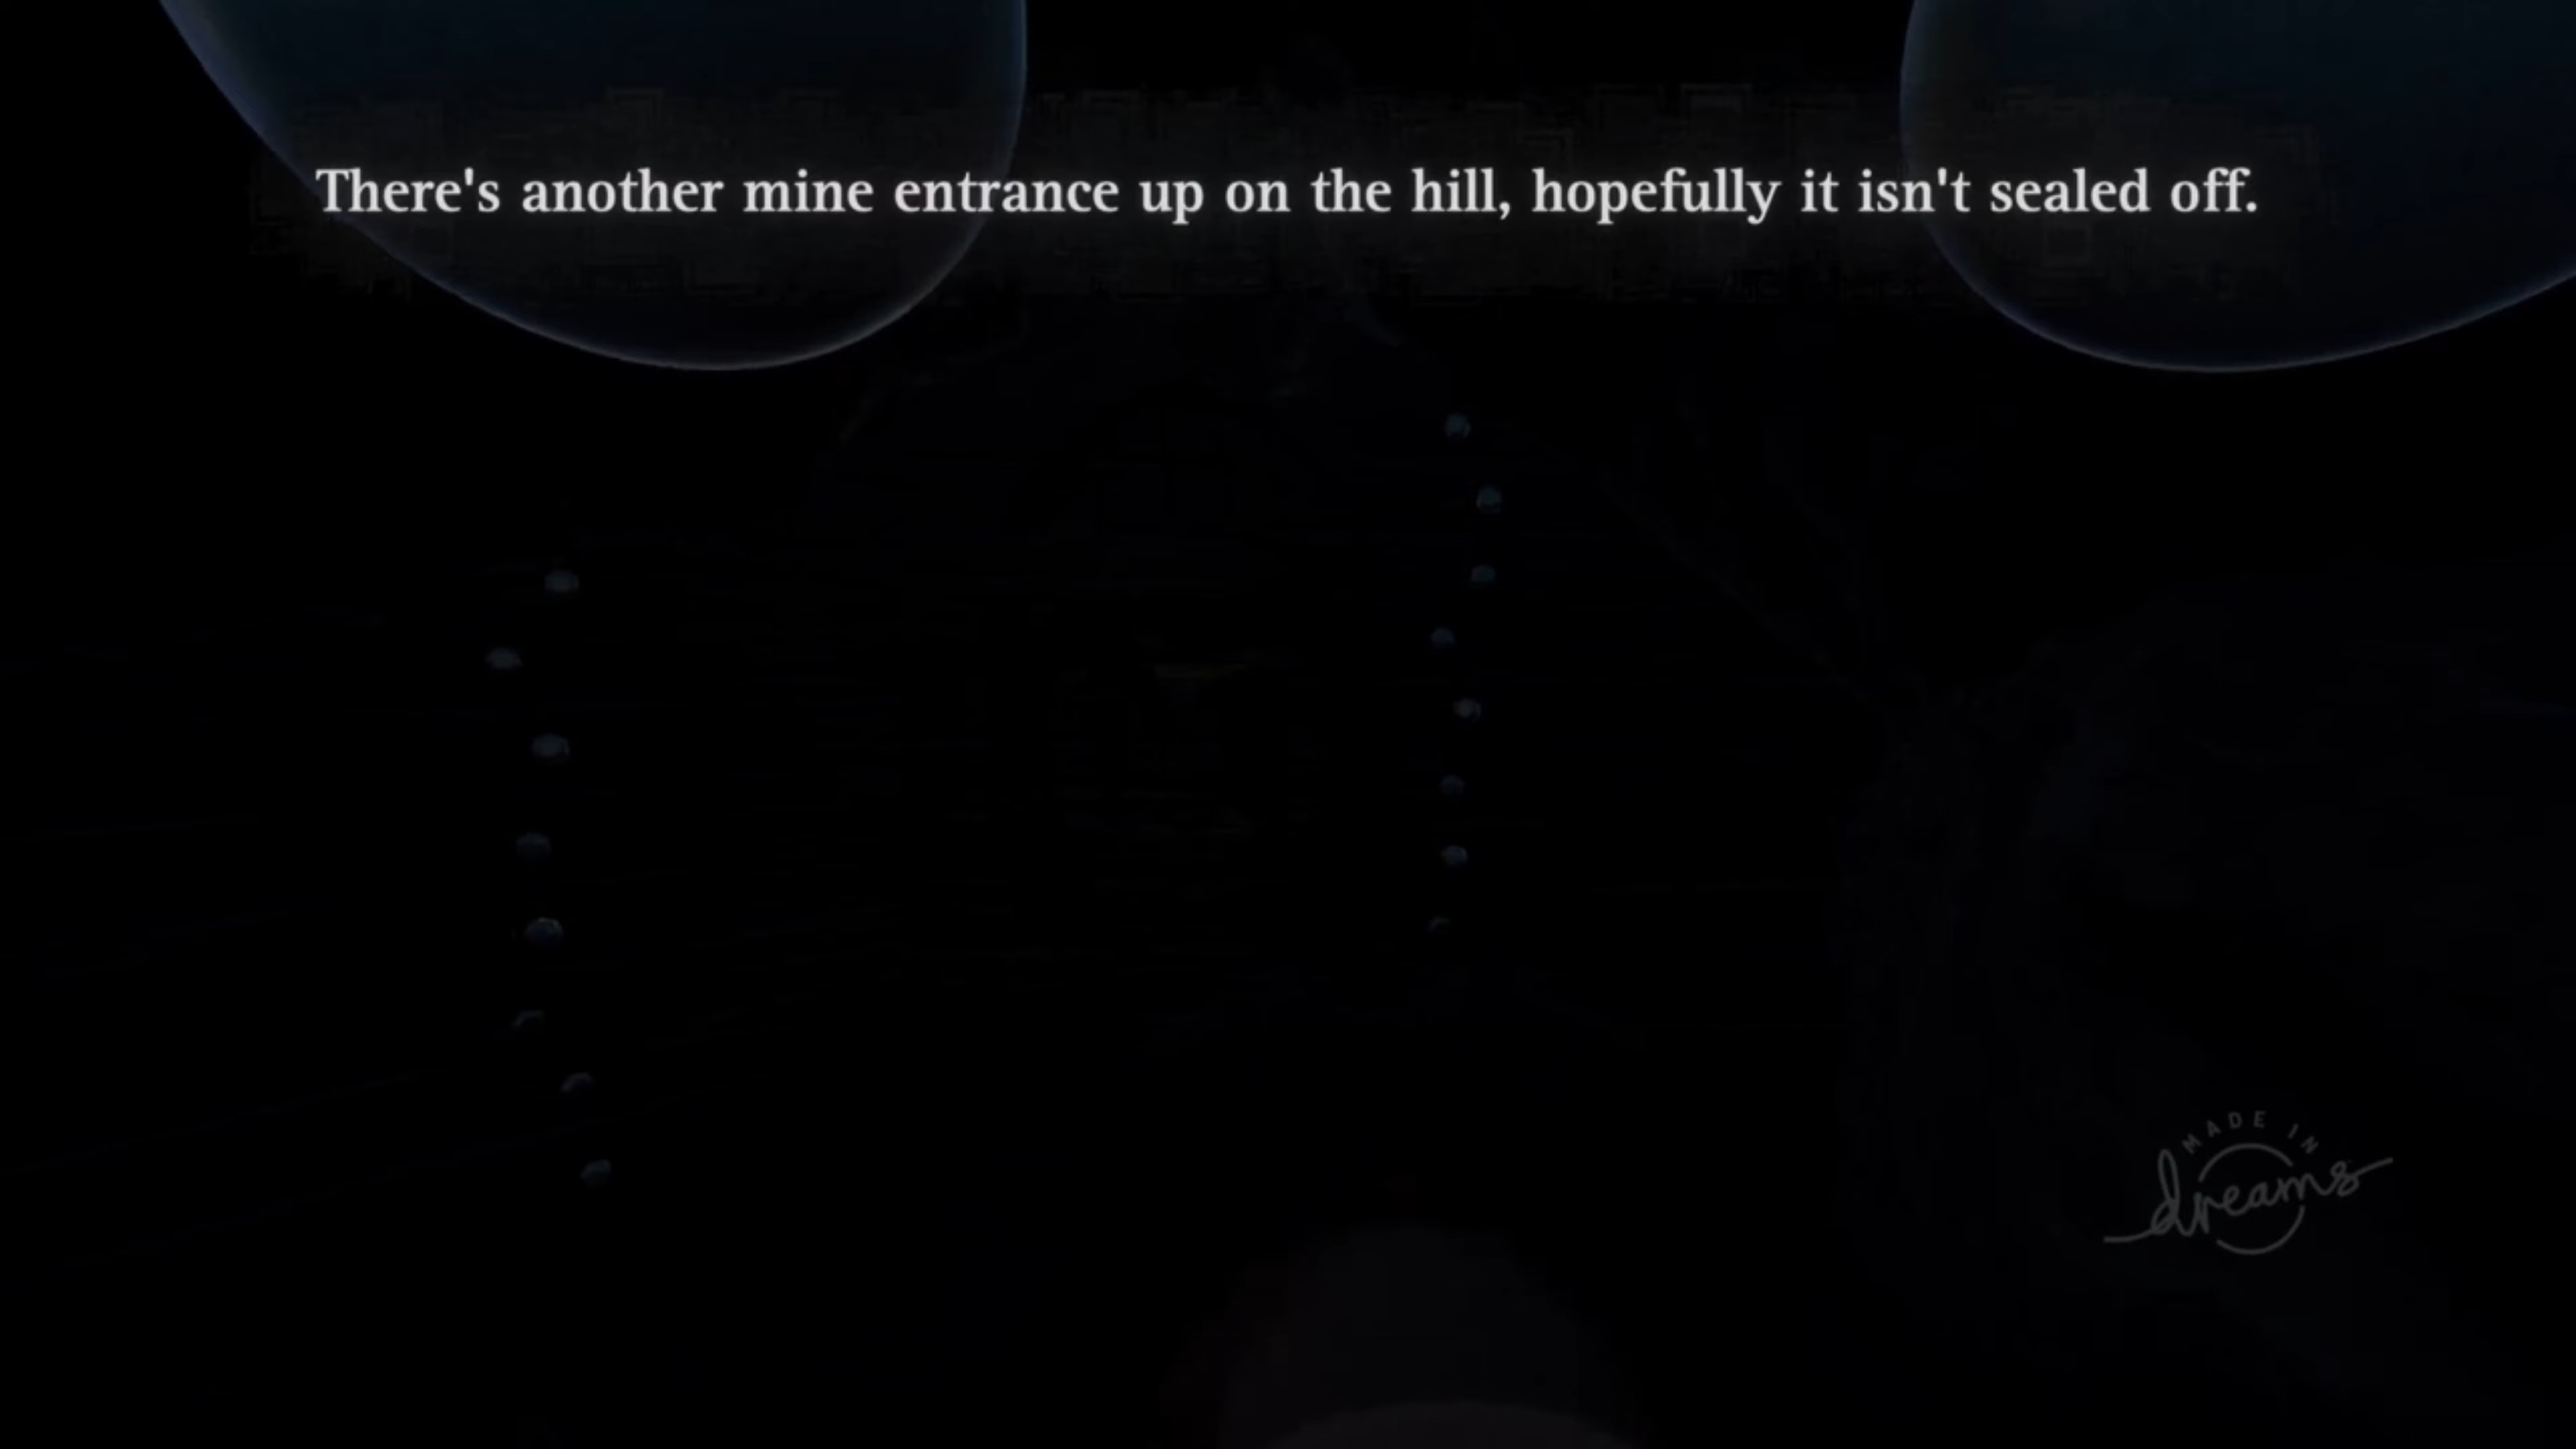 There's another mine entrance up on the hill, hopefully it isn't sealed off.
MADE IN
dreams